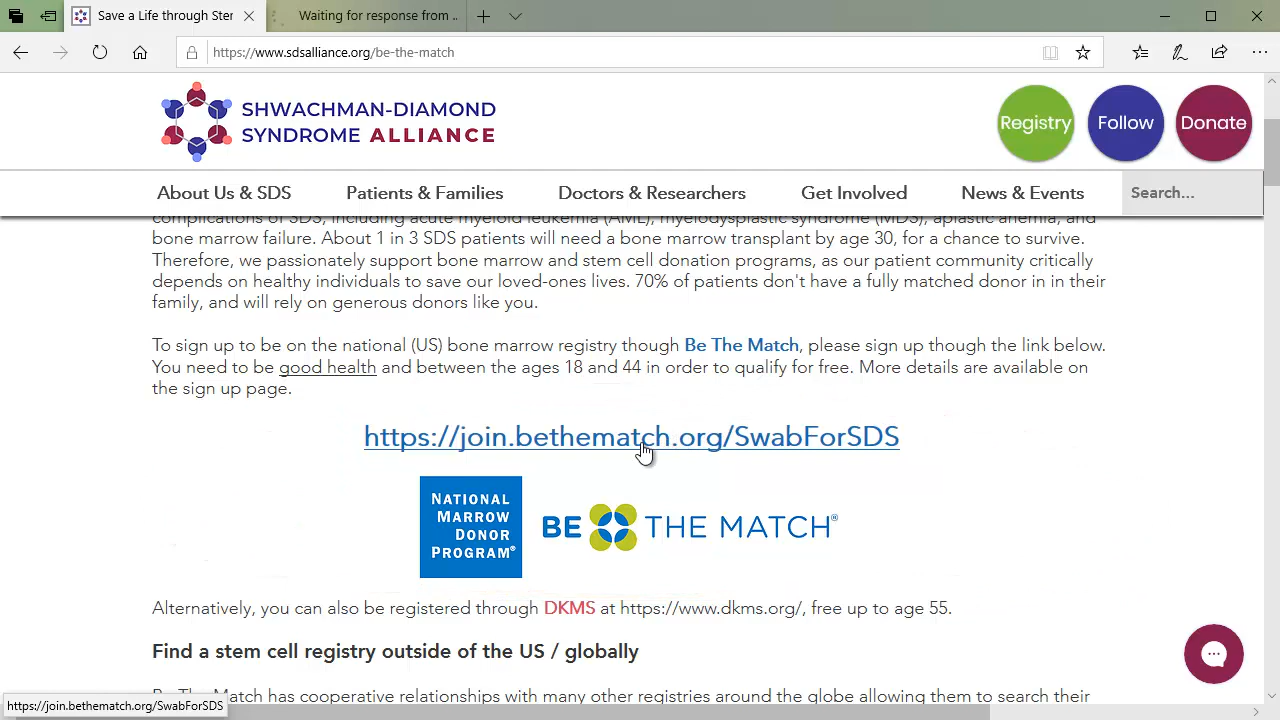 Save a Life through Ster
Waiting for response from ..
https://www.sdsalliance.org/be-the-match
SHWACHMAN-DIAMOND
SYNDROME ALLIANCE
Registry
Follow
Donate
About Us & SDS
Patients & Families
Doctors & Researchers
Get Involved
News & Events
Search...
complications of SDS, including acute myeloid leukemia (AML), myelodysplastic syndrome (MDS), aplastic anemia, and
bone marrow failure. About 1 in 3 SDS patients will need a bone marrow transplant by age 30, for a chance to survive.
Therefore, we passionately support bone marrow and stem cell donation programs, as our patient community critically
depends on healthy individuals to save our loved-ones lives. 70% of patients don't have a fully matched donor in in their
family, and will rely on generous donors like you.
To sign up to be on the national (US) bone marrow registry though Be The Match, please sign up though the link below.
You need to be good health and between the ages 18 and 44 in order to qualify for free. More details are available on
the sign up page.
https://join.bethematch.org/SwabForSDS
NATIONAL
MARROW
DONOR
PROGRAM®
BE THE MATCH®
Alternatively, you can also be registered through DKMS at https://www.dkms.org/, free up to age 55.
Find a stem cell registry outside of the US / globally
Be The Match has cooperative relationships with many other registries around the globe allowing them to search their
https://join.bethematch.org/SwabForSDS